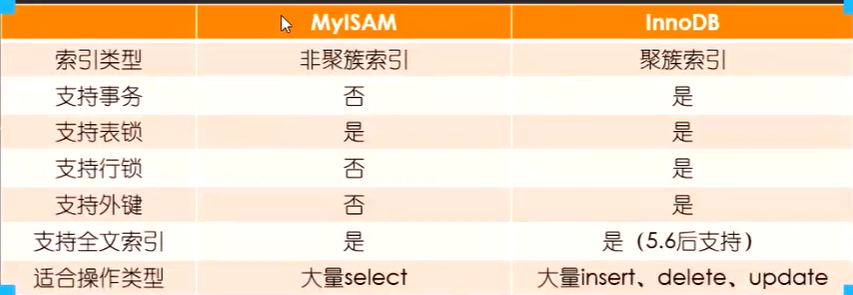 MyISAM InnoDB
索引类型 非聚簇索引 聚簇索引
支持事务 否 是
支持表锁 是 是
支持行锁 否 是
支持外键 否 是
支持全文索引 是 是（5.6后支持）
适合操作类型 大量select 大量insert、delete、update